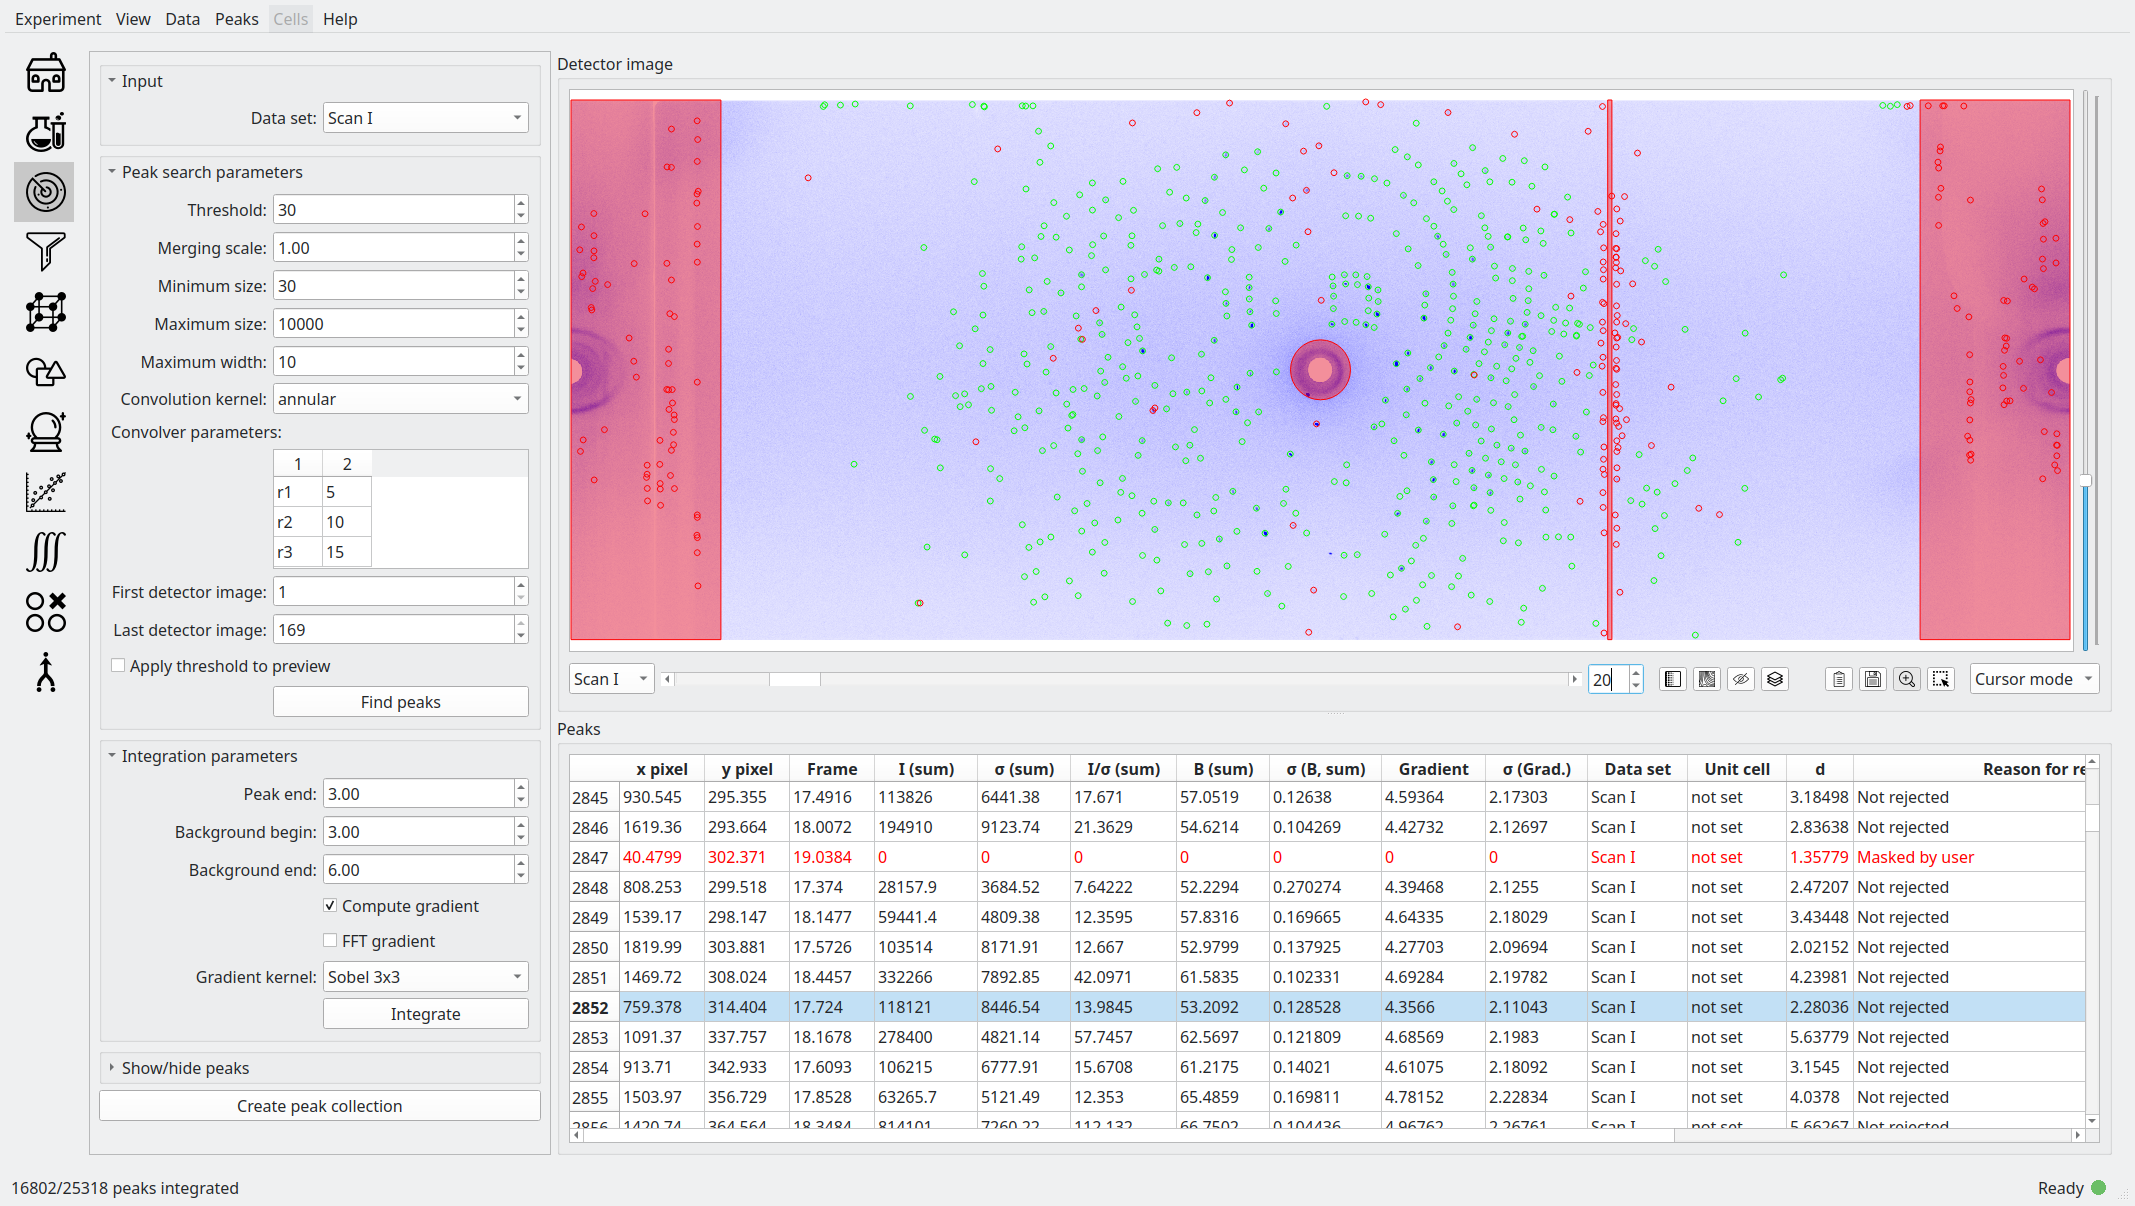 Experiment View Data Peaks Cells Help
Input
Data set: Scan I
Peak search parameters
Threshold: 30
Merging scale: 1.00
Minimum size: 30
Maximum size: 10000
Maximum width: 10
Convolution kernel: annular
Convolver parameters:
1 2
r1 5
r2 10
r3 15
First detector image: 1
Last detector image: 169
Apply threshold to preview
Find peaks
Integration parameters
Peak end: 3.00
Background begin: 3.00
Background end: 6.00
Compute gradient
FFT gradient
Gradient kernel: Sobel 3x3
Integrate
Show/hide peaks
Create peak collection
Detector image
Scan I 20 Cursor mode
Peaks
x pixel y pixel Frame I (sum) σ (sum) I/σ (sum) B (sum) σ (B, sum) Gradient σ (Grad.) Data set Unit cell d Reason for re
2845 930.545 295.355 17.4916 113826 6441.38 17.671 57.0519 0.12638 4.59364 2.17303 Scan I not set 3.18498 Not rejected
2846 1619.36 293.664 18.0072 194910 9123.74 21.3629 54.6214 0.104269 4.42732 2.12697 Scan I not set 2.83638 Not rejected
2847 40.4799 302.371 19.0384 0 0 0 0 0 0 0 Scan I not set 1.35779 Masked by user
2848 808.253 299.518 17.374 28157.9 3684.52 7.64222 52.2294 0.270274 4.39468 2.1255 Scan I not set 2.47207 Not rejected
2849 1539.17 298.147 18.1477 59441.4 4809.38 12.3595 57.8316 0.169665 4.64335 2.18029 Scan I not set 3.43448 Not rejected
2850 1819.99 303.881 17.5726 103514 8171.91 12.667 52.9799 0.137925 4.27703 2.09694 Scan I not set 2.02152 Not rejected
2851 1469.72 308.024 18.4457 332266 7892.85 42.0971 61.5835 0.102331 4.69284 2.19782 Scan I not set 4.23981 Not rejected
2852 759.378 314.404 17.724 118121 8446.54 13.9845 53.2092 0.128528 4.3566 2.11043 Scan I not set 2.28036 Not rejected
2853 1091.37 337.757 18.1678 278400 4821.14 57.7457 62.5697 0.121809 4.68569 2.1983 Scan I not set 5.63779 Not rejected
2854 913.71 342.933 17.6093 106215 6777.91 15.6708 61.2175 0.14021 4.61075 2.18092 Scan I not set 3.1545 Not rejected
2855 1503.97 356.729 17.8528 63265.7 5121.49 12.353 65.4859 0.169811 4.78152 2.22834 Scan I not set 4.0378 Not rejected
2856 1420.74 364.564 18.3484 814101 7260.22 112.132 66.7502 0.104436 4.96762 2.26761 Scan I not set 5.66267 Not rejected
16802/25318 peaks integrated
Ready